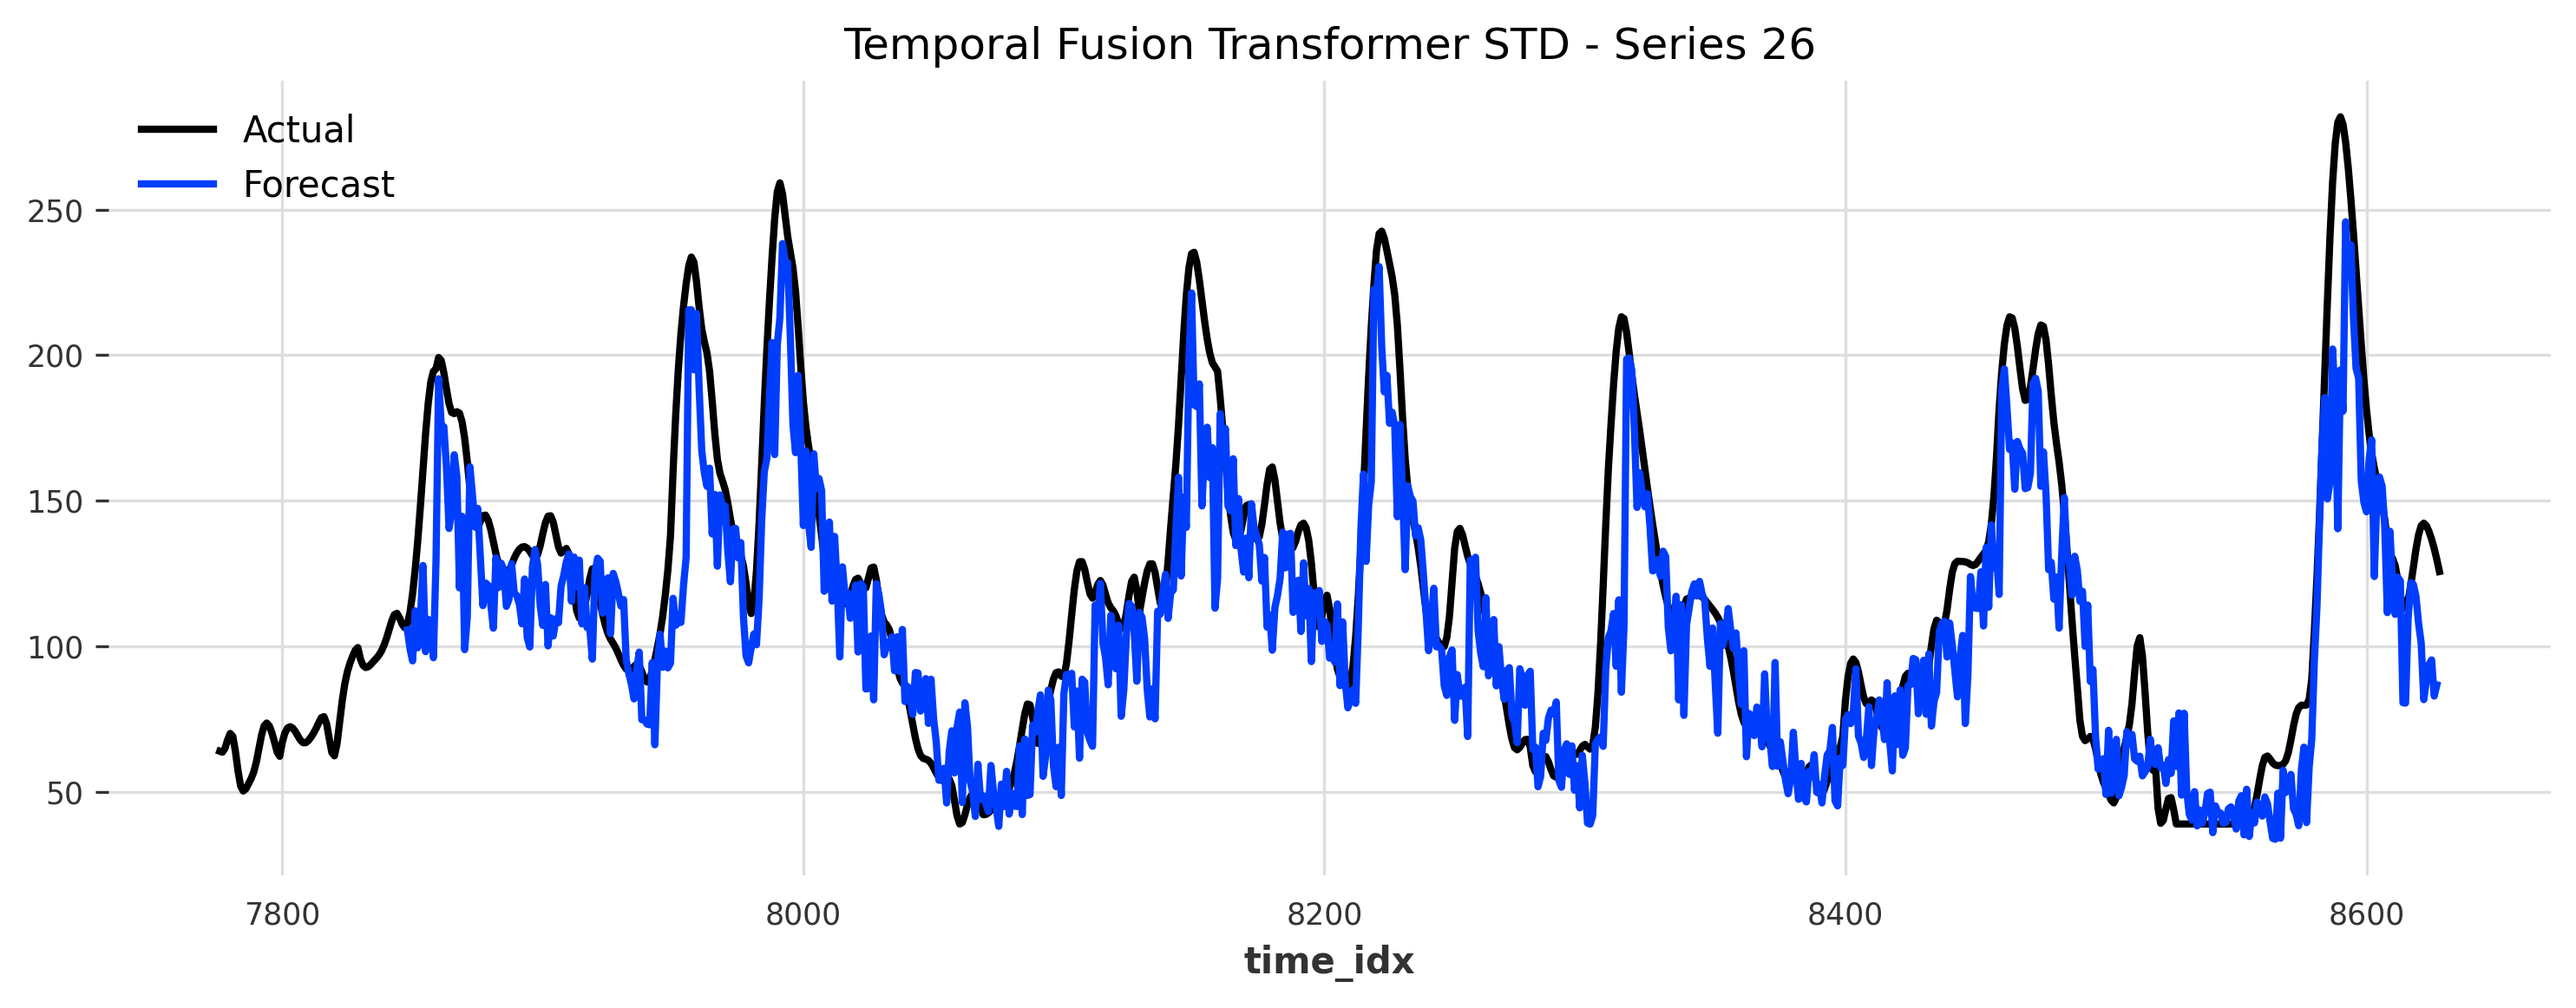 Temporal Fusion Transformer STD - Series 26
Actual
Forecast
250
200
150
100
50
7800 8000 8200 8400 8600
time_idx